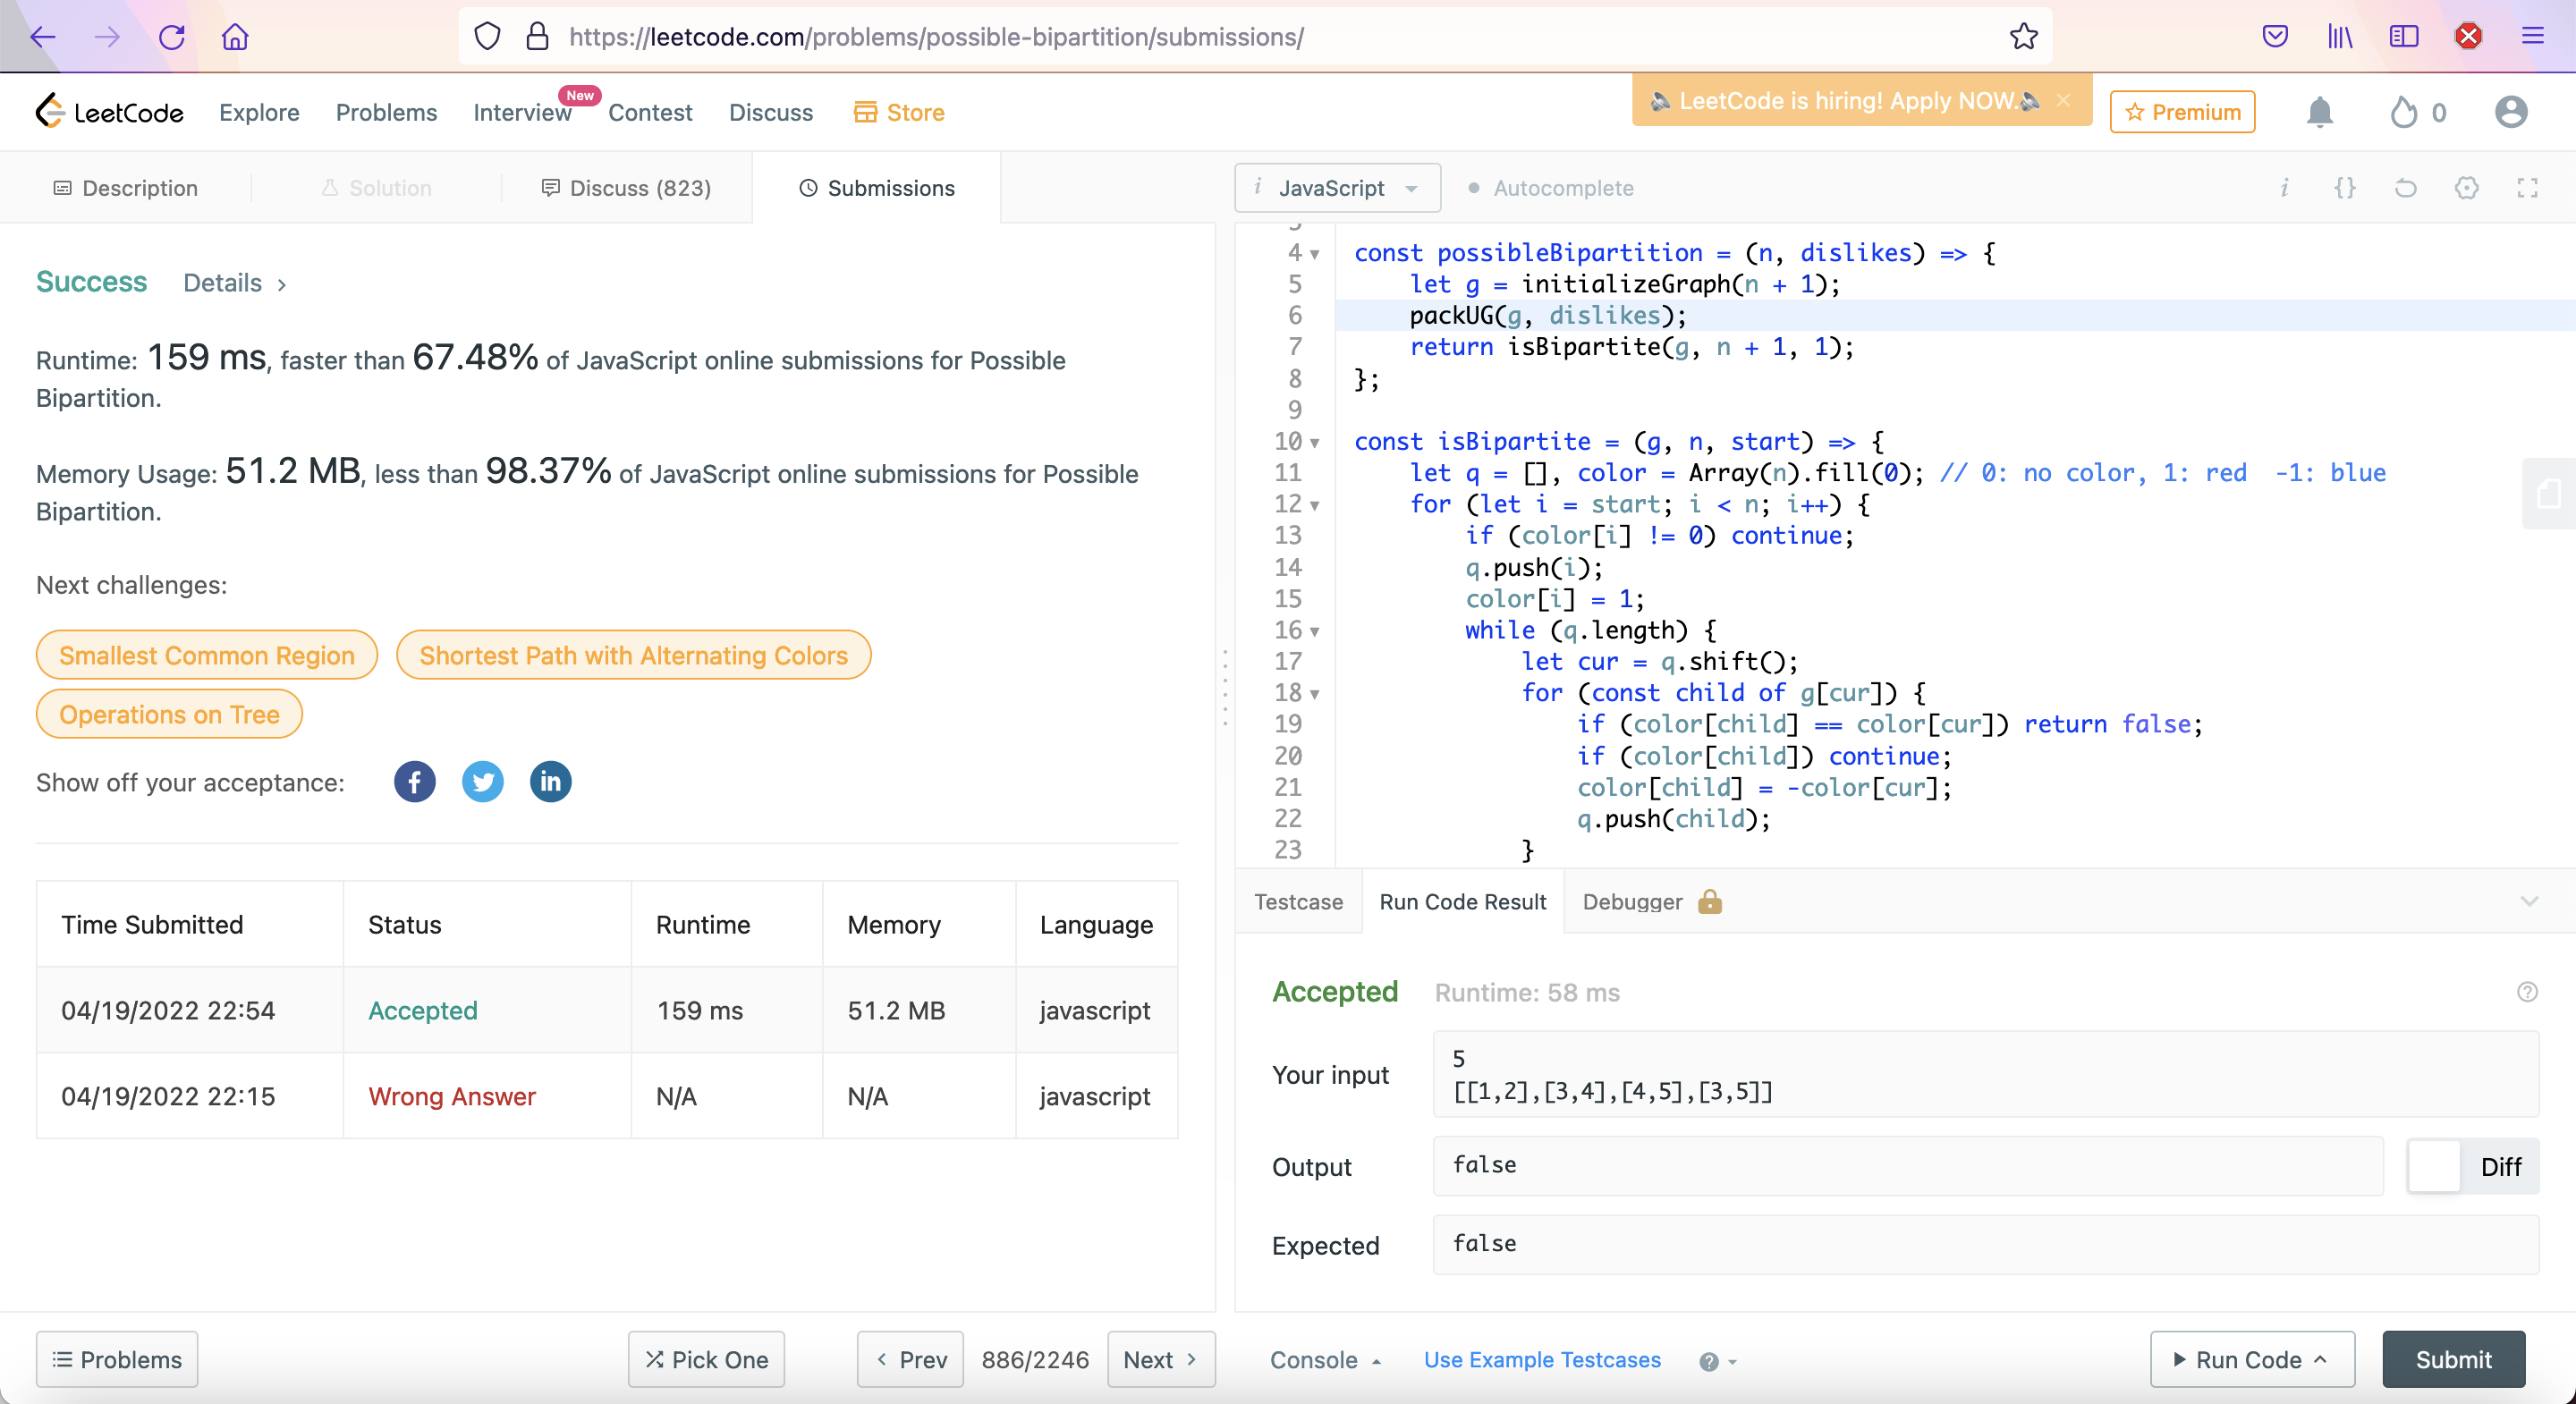 https://leetcode.com/problems/possible-bipartition/submissions/
LeetCode
Explore
Problems
Interview
New
Contest
Discuss
Store
LeetCode is hiring! Apply NOW.
Premium
0
Description
Solution
Discuss (823)
Submissions
i JavaScript
Autocomplete
Success
Details
Runtime: 159 ms, faster than 67.48% of JavaScript online submissions for Possible
Bipartition.
Memory Usage: 51.2 MB, less than 98.37% of JavaScript online submissions for Possible
Bipartition.
Next challenges:
Smallest Common Region
Shortest Path with Alternating Colors
Operations on Tree
Show off your acceptance:
Time Submitted Status Runtime Memory Language
04/19/2022 22:54 Accepted 159 ms 51.2 MB javascript
04/19/2022 22:15 Wrong Answer N/A N/A javascript
4 const possibleBipartition = (n, dislikes) => {
5 let g = initializeGraph(n + 1);
6 packUG(g, dislikes);
7 return isBipartite(g, n + 1, 1);
8 };
9
10 const isBipartite = (g, n, start) => {
11 let q = [], color = Array(n).fill(0); // 0: no color, 1: red  -1: blue
12 for (let i = start; i < n; i++) {
13 if (color[i] != 0) continue;
14 q.push(i);
15 color[i] = 1;
16 while (q.length) {
17 let cur = q.shift();
18 for (const child of g[cur]) {
19 if (color[child] == color[cur]) return false;
20 if (color[child]) continue;
21 color[child] = -color[cur];
22 q.push(child);
23 }
Testcase
Run Code Result
Debugger
Accepted
Runtime: 58 ms
Your input
5
[[1,2],[3,4],[4,5],[3,5]]
Output
false
Diff
Expected
false
Problems
Pick One
Prev
886/2246
Next
Console
Use Example Testcases
Run Code
Submit